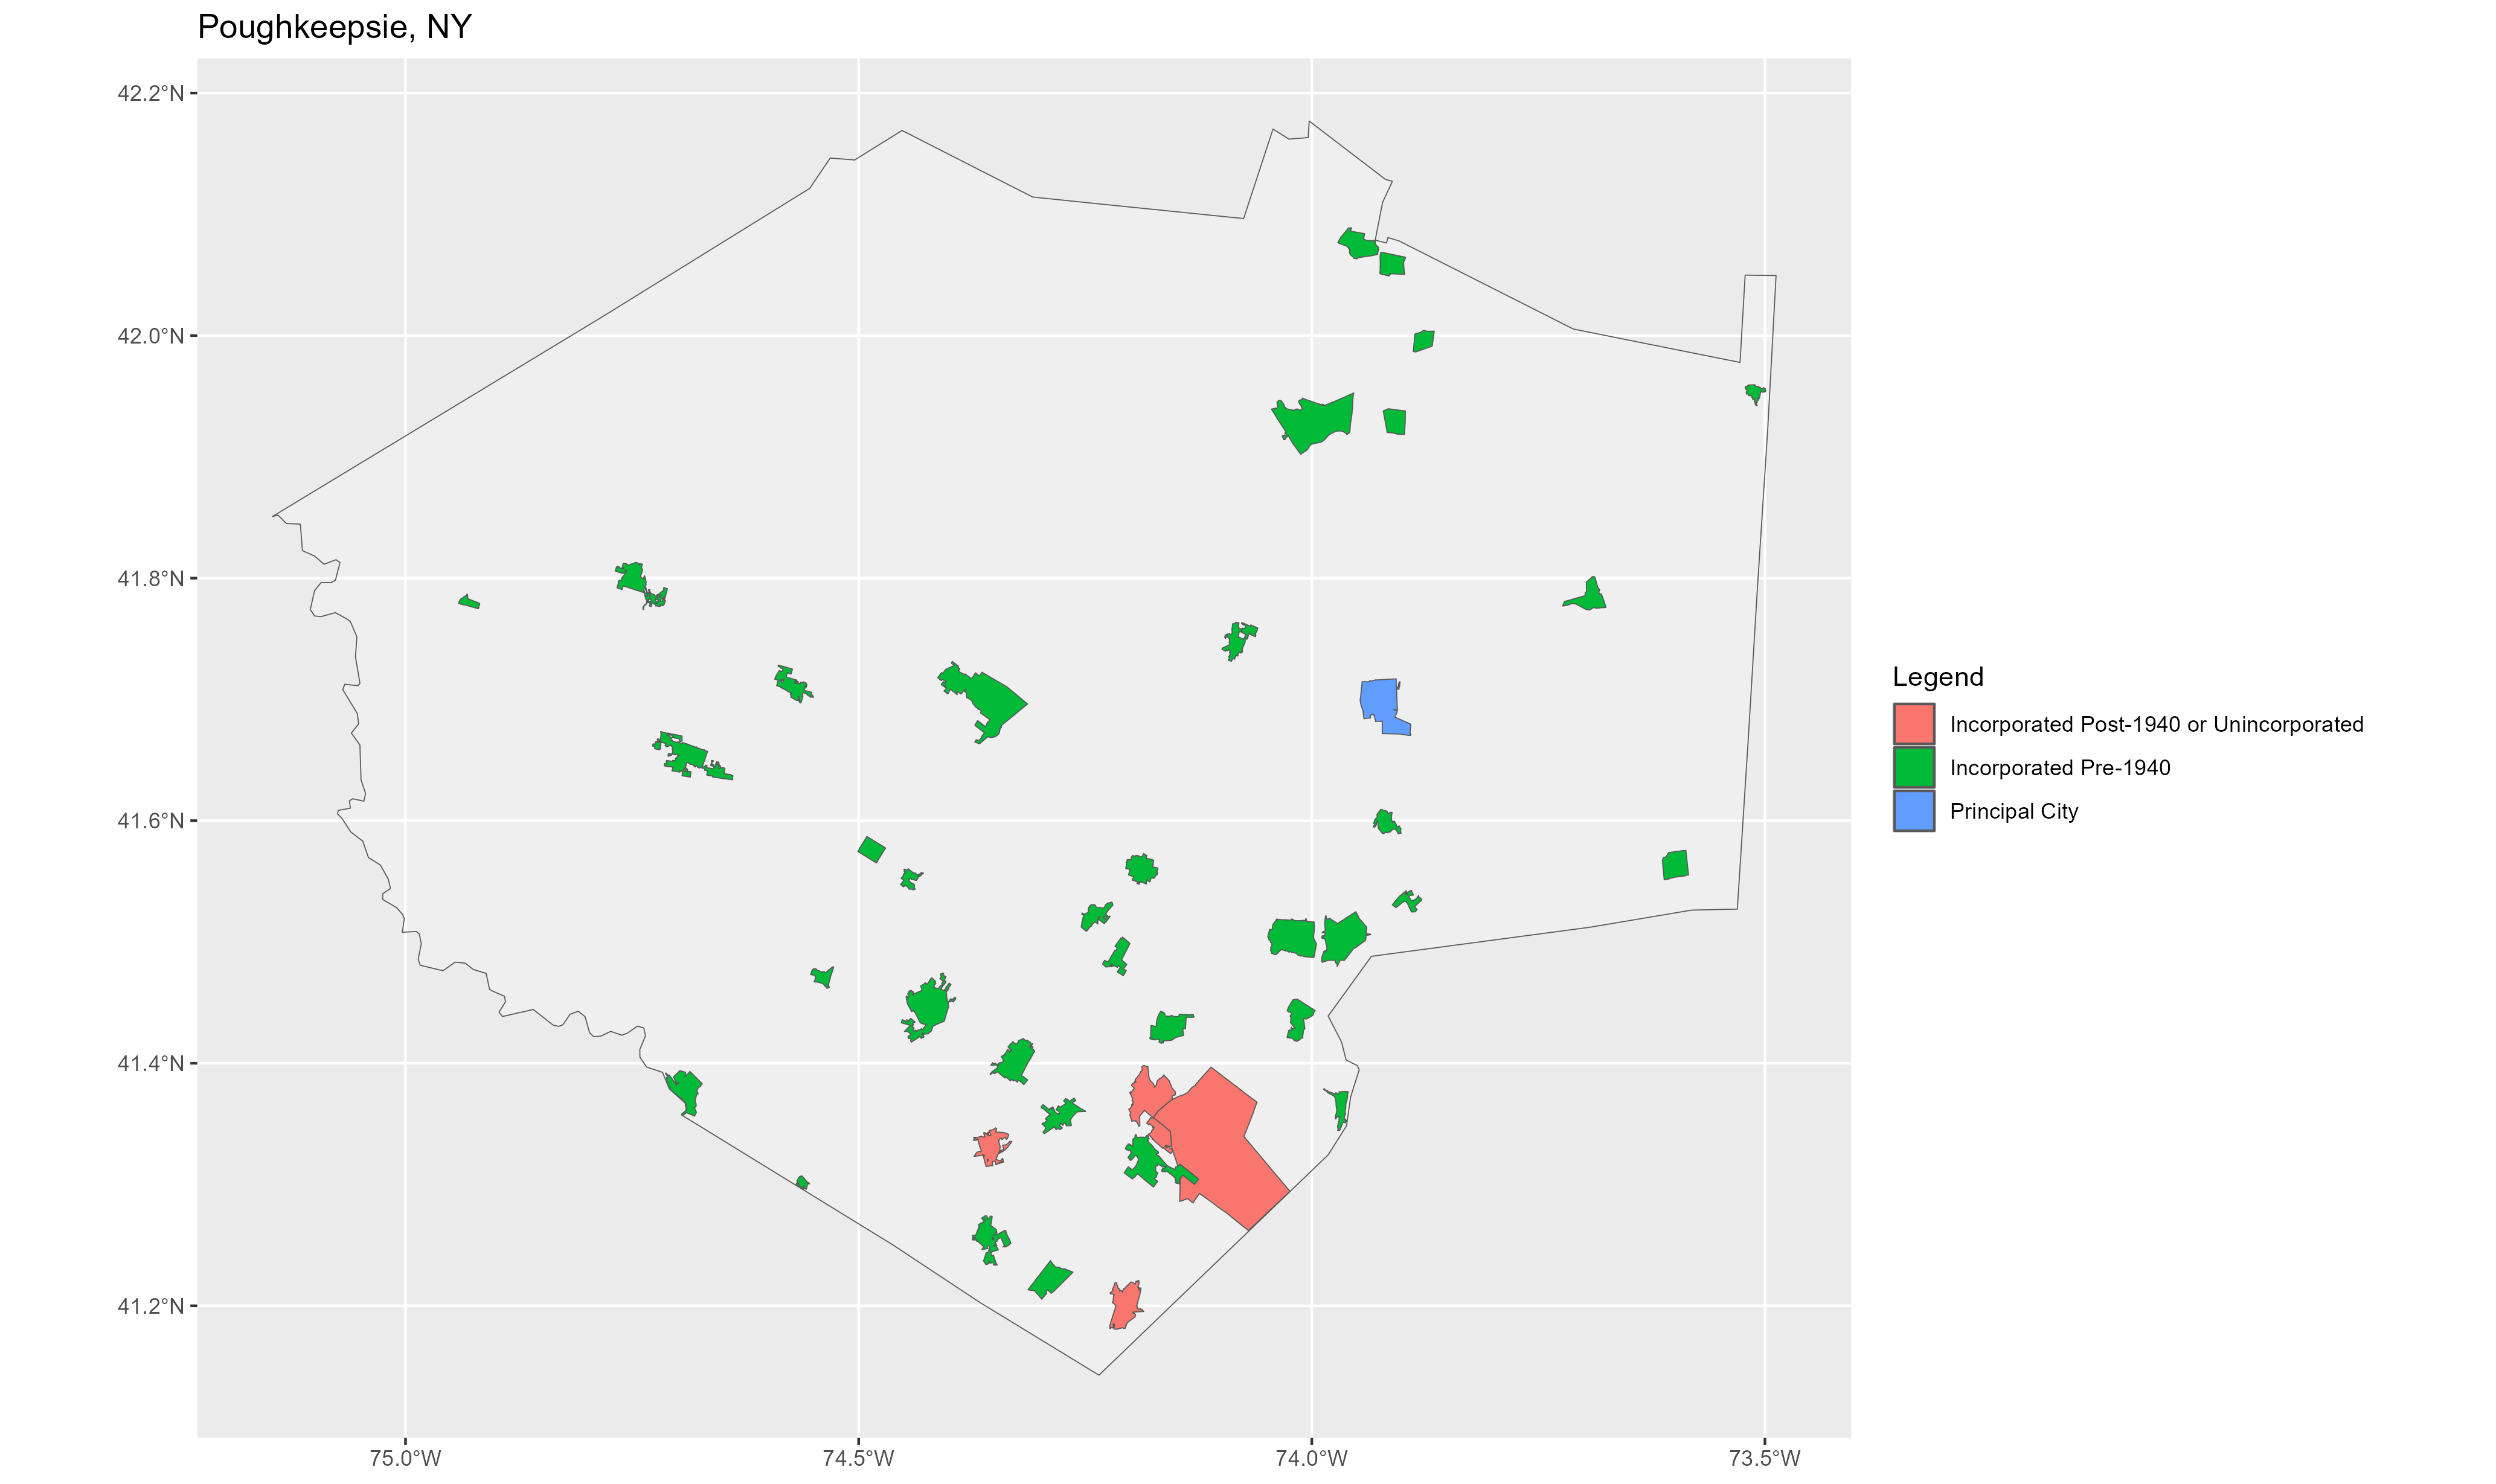 Poughkeepsie, NY
42.2°N
42.0°N
41.8°N
41.6°N
41.4°N
41.2°N
75.0°W
74.5°W
74.0°W
73.5°W
Legend
Incorporated Post-1940 or Unincorporated
Incorporated Pre-1940
Principal City